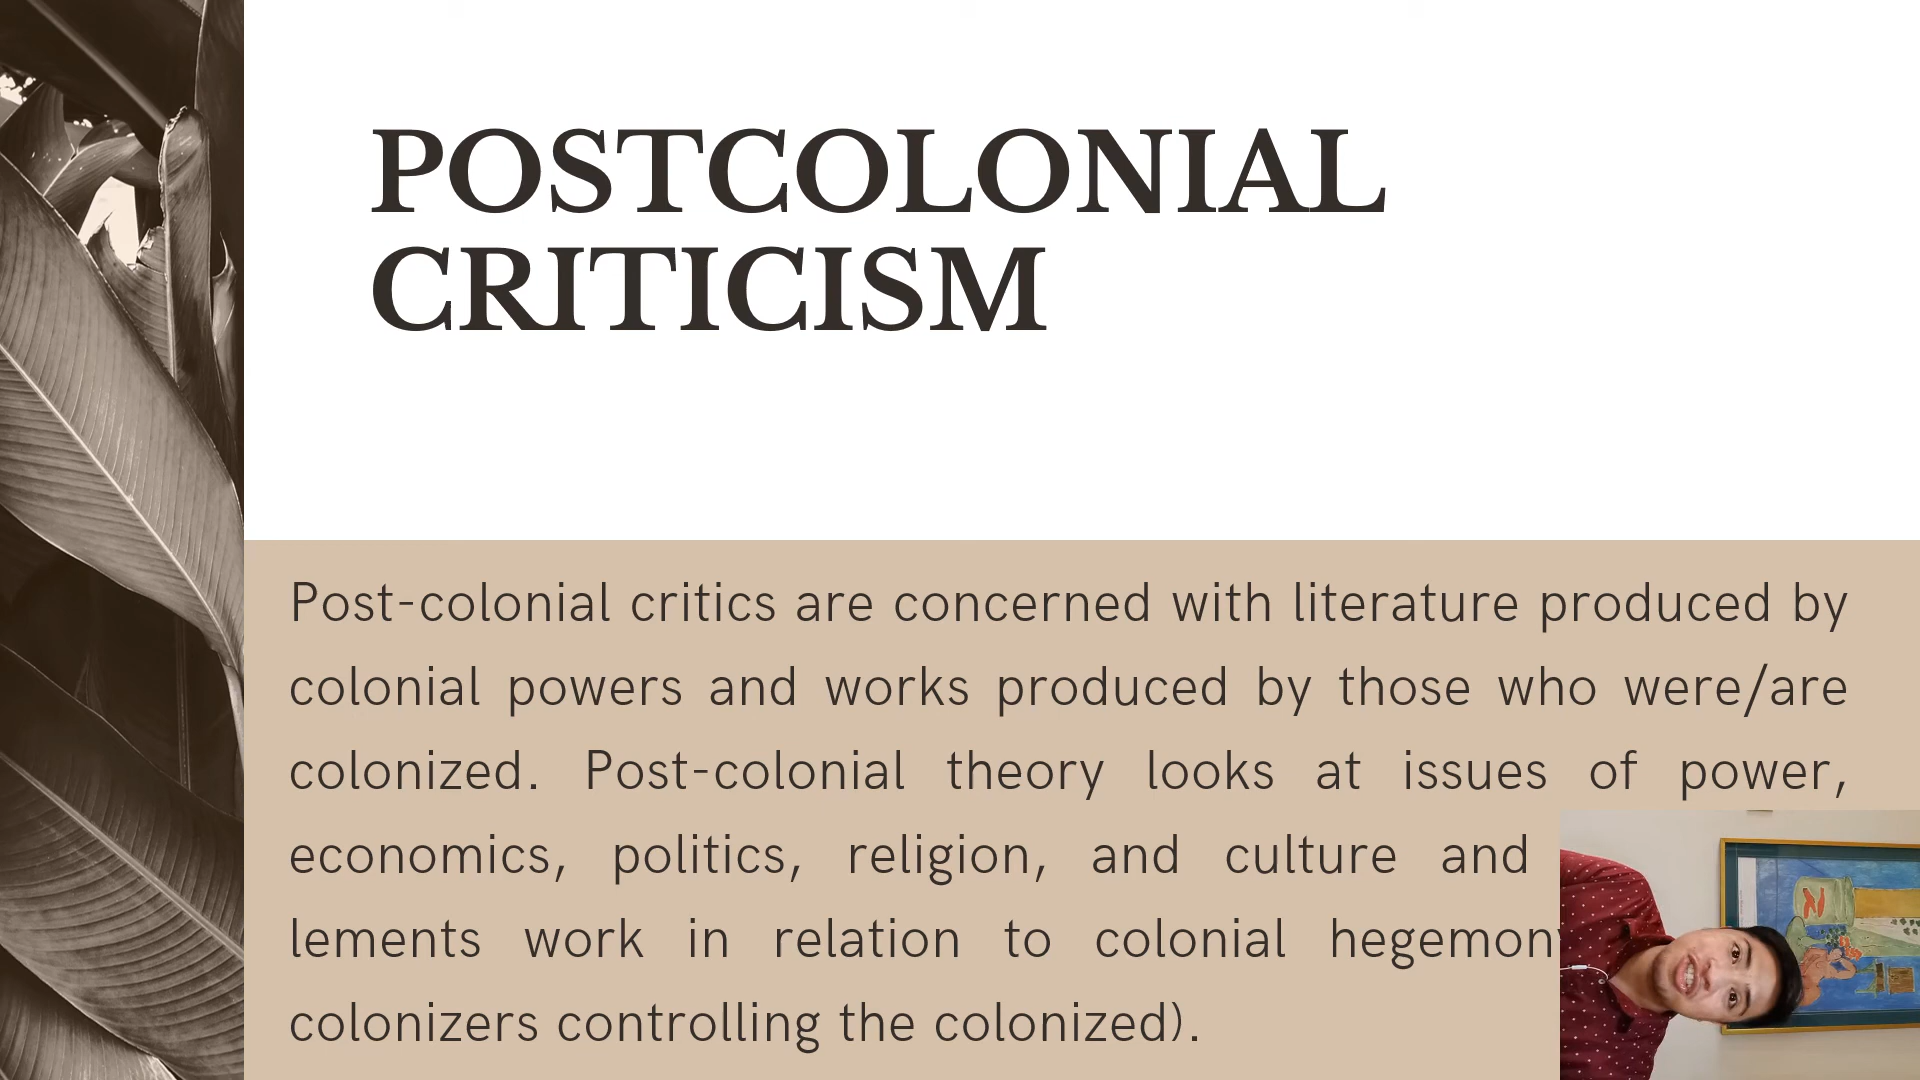 POSTCOLONIAL
CRITICISM
Post-colonial critics are concerned with literature produced by
colonial powers and works produced by those who were/are
colonized. Post-colonial theory looks at issues of power,
economics, politics, religion, and culture and
lements work in relation to colonial hegemony
colonizers controlling the colonized).